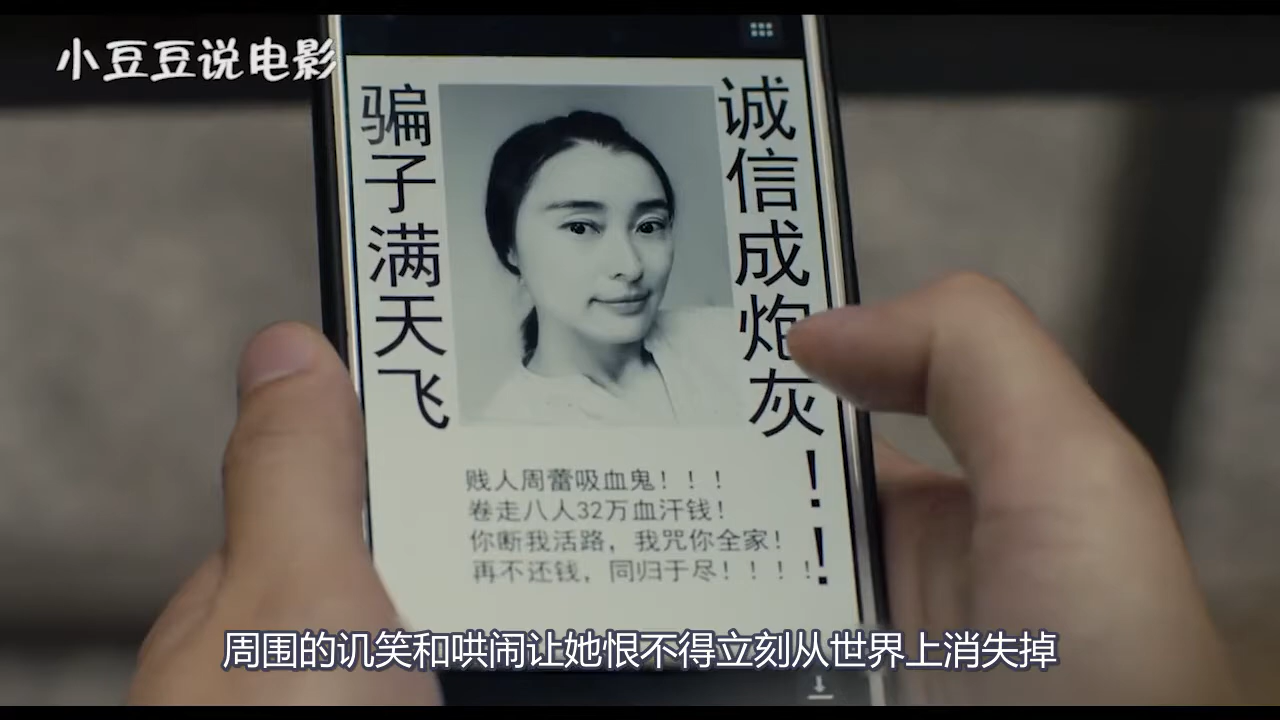 小豆豆说电影
骗子满天飞
诚信成炮灰！！
贱人周蕾吸血鬼！！！
卷走八人32万血汗钱！
你断我活路，我咒你全家！
再不还钱，同归于尽！！！！
周围的讥笑和哄闹让她恨不得立刻从世界上消失掉